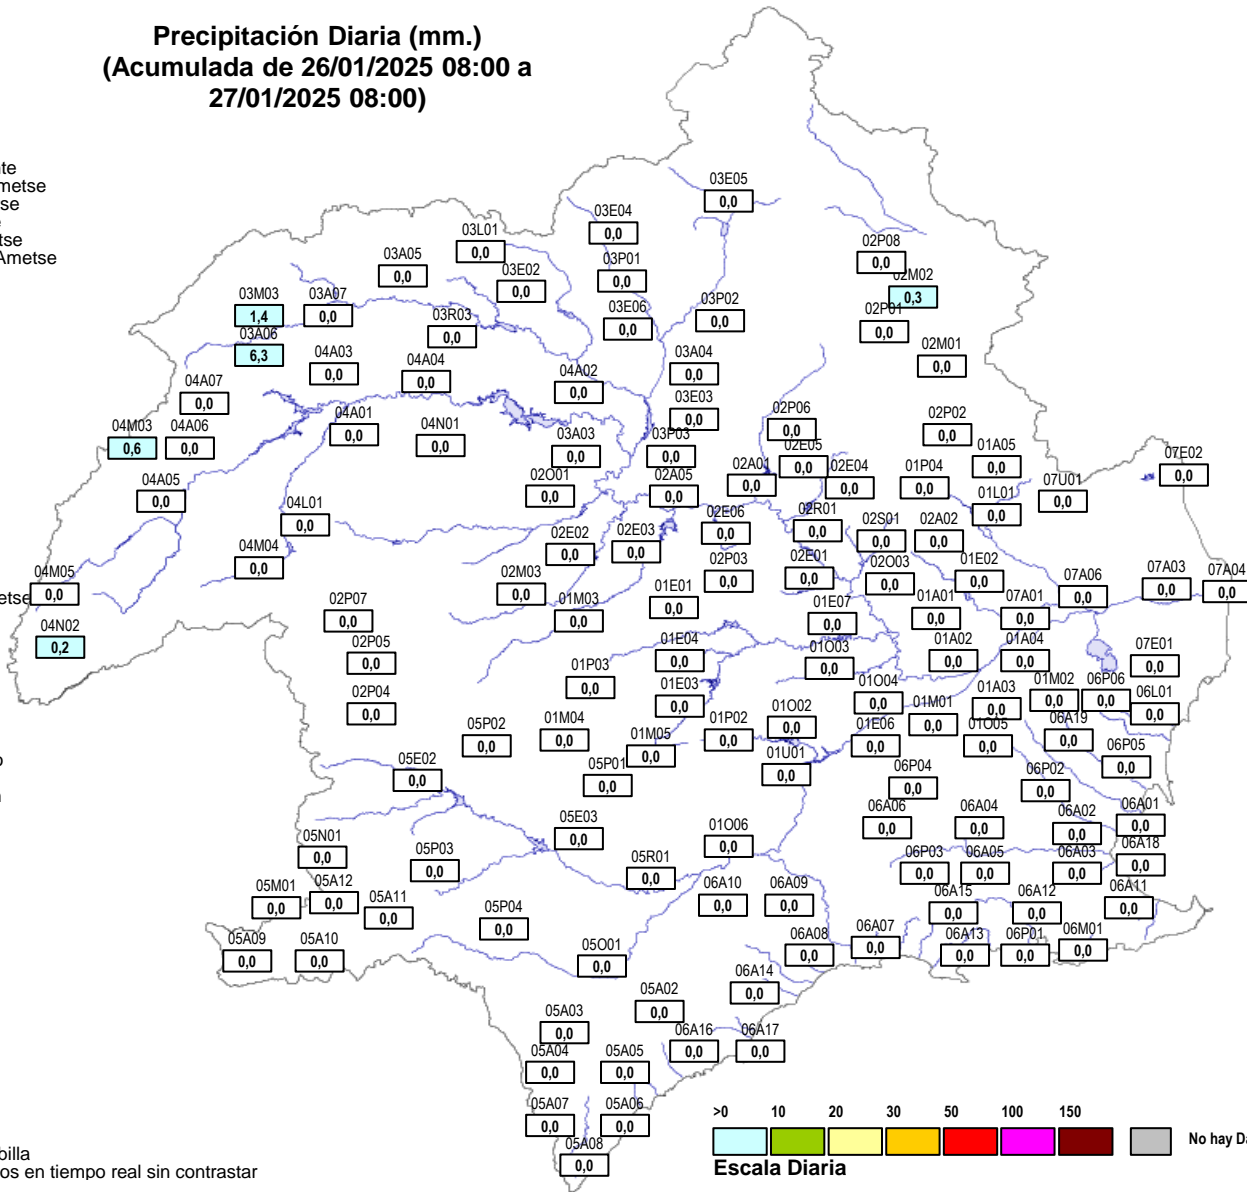 Precipitación Diaria (mm.)
(Acumulada de 26/01/2025 08:00 a
27/01/2025 08:00)
nte
metse
se
e
tse
Ametse
etse
o
n
billa
os en tiempo real sin contrastar
03E05
0,0
03E04
0,0
03L01
0,0
03A05
0,0
03E02
0,0
03P01
0,0
02P08
0,0
02M02
0,3
03M03
1,4
03A07
0,0
03R03
0,0
03E06
0,0
03P02
0,0
02P01
0,0
03A06
6,3
04A03
0,0
04A04
0,0
04A02
0,0
03A04
0,0
02M01
0,0
04A07
0,0
03E03
0,0
04M03
0,6
04A06
0,0
04A01
0,0
04N01
0,0
03A03
0,0
03P03
0,0
02P06
0,0
02P02
0,0
02E05
0,0
01A05
0,0
07E02
0,0
04A05
0,0
02O01
0,0
02A05
0,0
02A01
0,0
02E04
0,0
01P04
0,0
01L01
0,0
07U01
0,0
04L01
0,0
02E06
0,0
02R01
0,0
02S01
0,0
02A02
0,0
02E02
0,0
02E03
0,0
04M04
0,0
04M05
0,0
02M03
0,0
02P03
0,0
02E01
0,0
02O03
0,0
01E02
0,0
07A06
0,0
07A03
0,0
07A04
0,0
04N02
0,2
02P07
0,0
01M03
0,0
01E01
0,0
01E07
0,0
01A01
0,0
07A01
0,0
02P05
0,0
01E04
0,0
01O03
0,0
01A02
0,0
01A04
0,0
07E01
0,0
02P04
0,0
01P03
0,0
01E03
0,0
01O04
0,0
01A03
0,0
01M02
0,0
06P06
0,0
06L01
0,0
05P02
0,0
01M04
0,0
01M05
0,0
01P02
0,0
01O02
0,0
01M01
0,0
01E06
0,0
01O05
0,0
06A19
0,0
05E02
0,0
05P01
0,0
01U01
0,0
06P04
0,0
06P02
0,0
06P05
0,0
05E03
0,0
01O06
0,0
06A06
0,0
06A04
0,0
06A02
0,0
06A01
0,0
05N01
0,0
05P03
0,0
05R01
0,0
06P03
0,0
06A05
0,0
06A03
0,0
06A18
0,0
05M01
0,0
05A12
0,0
05A11
0,0
05P04
0,0
06A10
0,0
06A09
0,0
06A15
0,0
06A12
0,0
06A11
0,0
05A09
0,0
05A10
0,0
05O01
0,0
06A08
0,0
06A07
0,0
06A13
0,0
06P01
0,0
06M01
0,0
06A14
0,0
05A02
0,0
05A03
0,0
06A16
0,0
06A17
0,0
05A04
0,0
05A05
0,0
05A07
0,0
05A06
0,0
05A08
0,0
>0 10 20 30 50 100 150
No hay Da
Escala Diaria